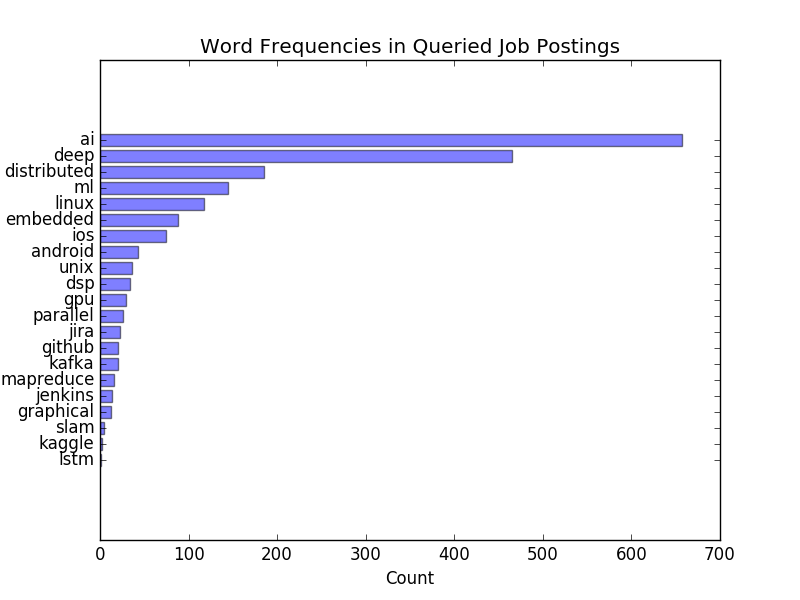 Word Frequencies in Queried Job Postings
ai
deep
distributed
ml
linux
embedded
ios
android
unix
dsp
gpu
parallel
jira
github
kafka
mapreduce
jenkins
graphical
slam
kaggle
lstm
0 100 200 300 400 500 600 700
Count